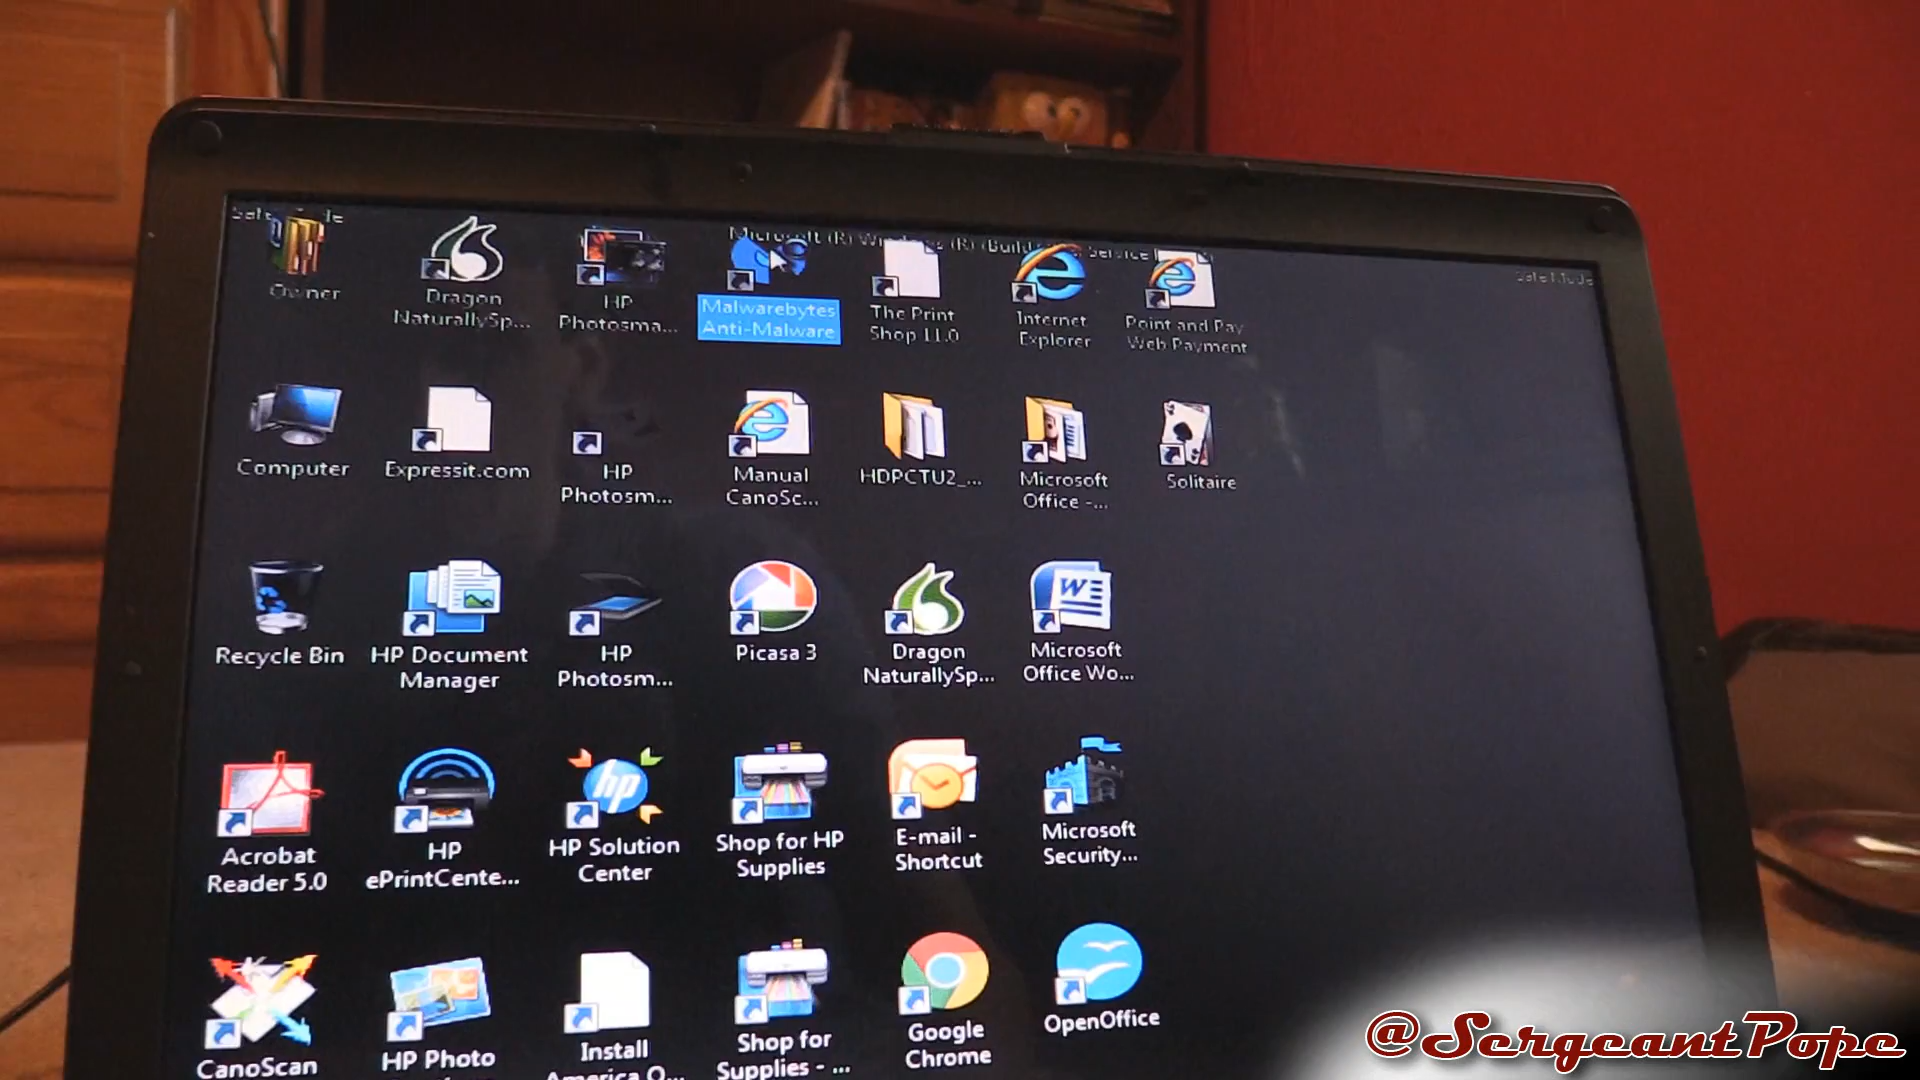 Safe Mode
Microsoft (R) Windows (R) (Build Service
Safe Mode
Owner
Dragon
NaturallySp...
HP
Photosma...
Malwarebytes
Anti-Malware
The Print
Shop 11.0
Internet
Explorer
Point and Pay
Web Payment
Computer
Expressit.com
HP
Photosm...
Manual
CanoSc...
HDPCTU2_...
Microsoft
Office -...
Solitaire
Recycle Bin
HP Document
Manager
HP
Photosm...
Picasa 3
Dragon
NaturallySp...
Microsoft
Office Wo...
Acrobat
Reader 5.0
HP
ePrintCente...
HP Solution
Center
Shop for HP
Supplies
E-mail -
Shortcut
Microsoft
Security...
CanoScan
HP Photo
Install
America O...
Shop for
Supplies - ...
Google
Chrome
OpenOffice
@SergeantPope